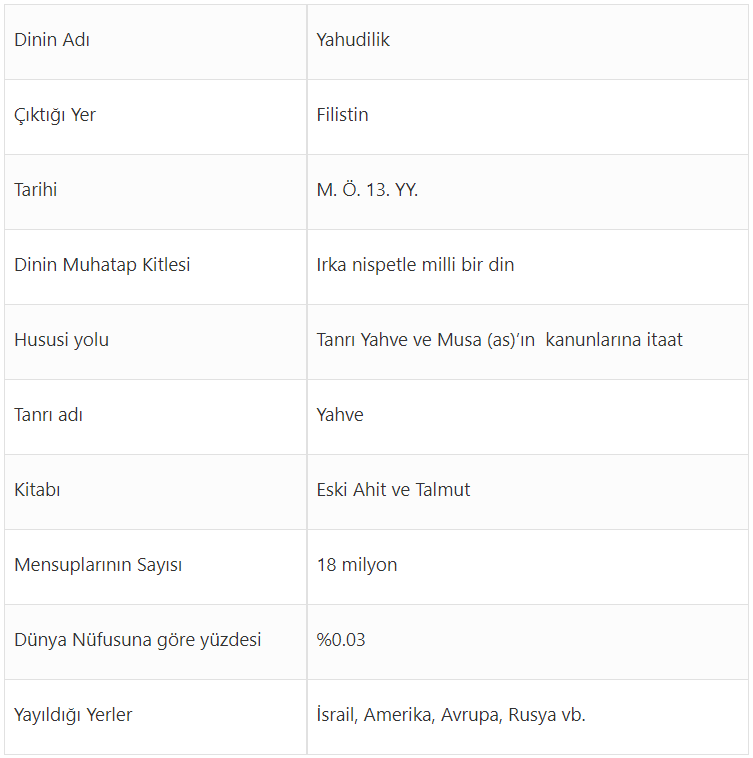 Dinin Adı Yahudilik
Çıktığı Yer Filistin
Tarihi M. Ö. 13. YY.
Dinin Muhatap Kitlesi Irka nispetle milli bir din
Hususi yolu Tanrı Yahve ve Musa (as)’ın  kanunlarına itaat
Tanrı adı Yahve
Kitabı Eski Ahit ve Talmut
Mensuplarının Sayısı 18 milyon
Dünya Nüfusuna göre yüzdesi %0.03
Yayıldığı Yerler İsrail, Amerika, Avrupa, Rusya vb.